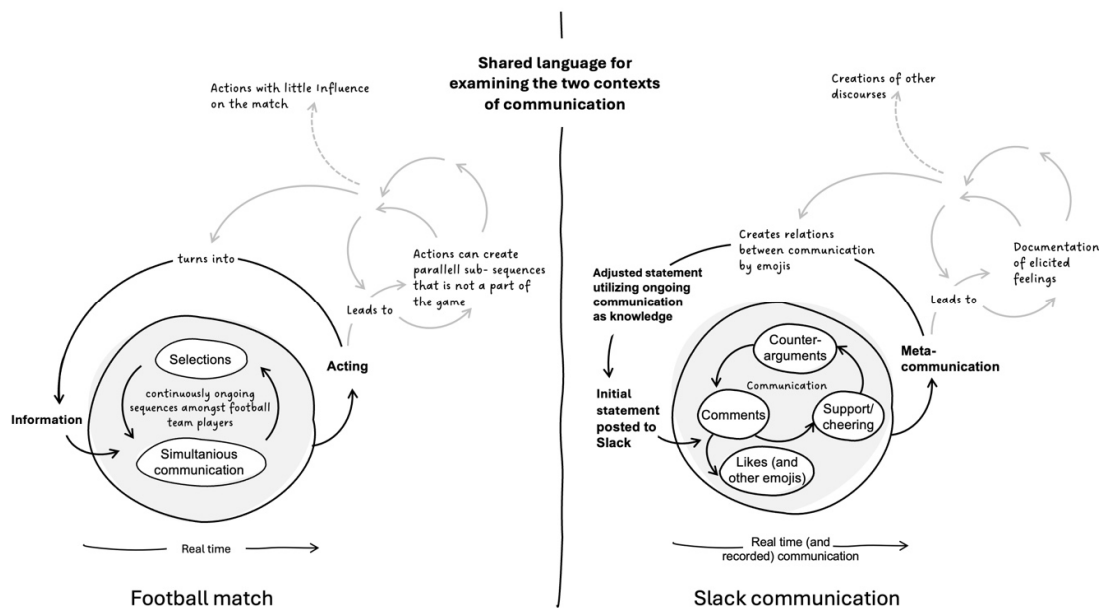 Shared language for
examining the two contexts
of communication
Actions with little Influence
on the match
turns into
Actions can create
parallell sub- sequences
that is not a part of
the game
Leads to
Acting
Information
Selections
continuously ongoing
sequences amongst football
team players
Simultanious
communication
Real time
Football match
Creations of other
discourses
Creates relations
between communication
by emojis
Documentation
of elicited
feelings
Leads to
Adjusted statement
utilizing ongoing
communication
as knowledge
Meta-
communication
Initial
statement
posted to
Slack
Counter-
arguments
Communication
Comments
Support/
cheering
Likes (and
other emojis)
Real time (and
recorded) communication
Slack communication